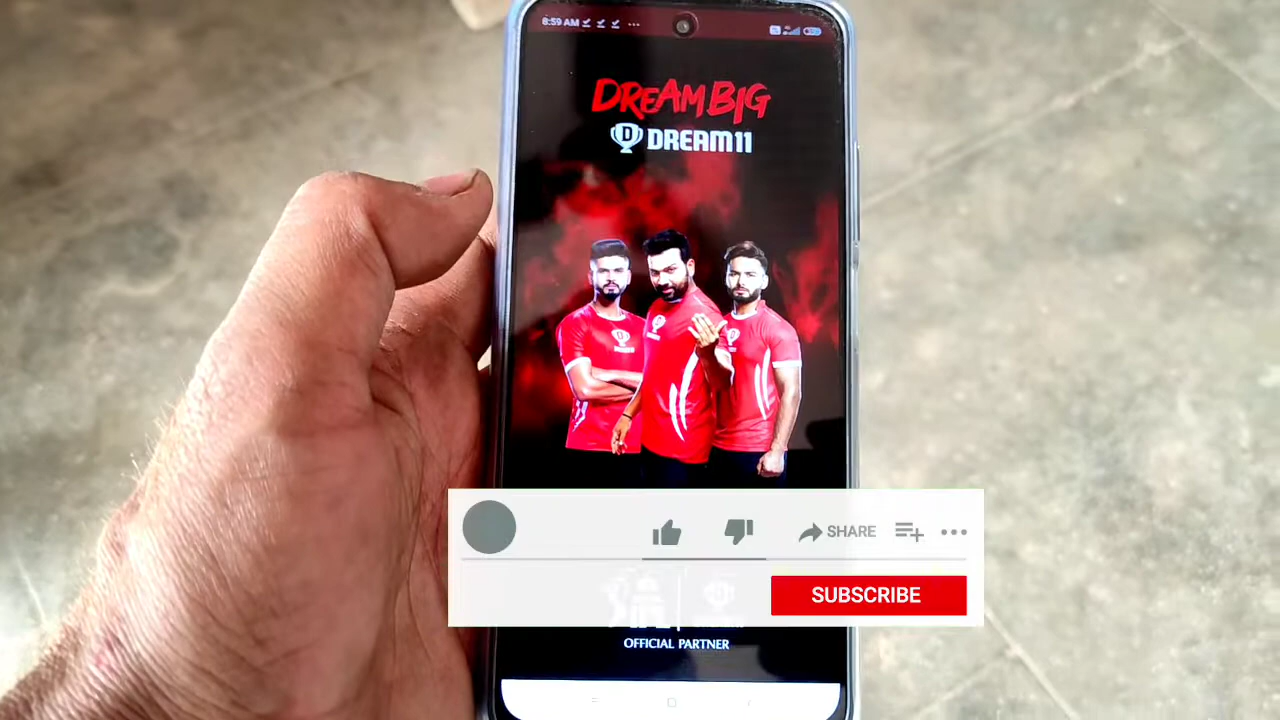 8:59 AM
DREAM BIG
D DREAM11
SHARE
SUBSCRIBE
OFFICIAL PARTNER